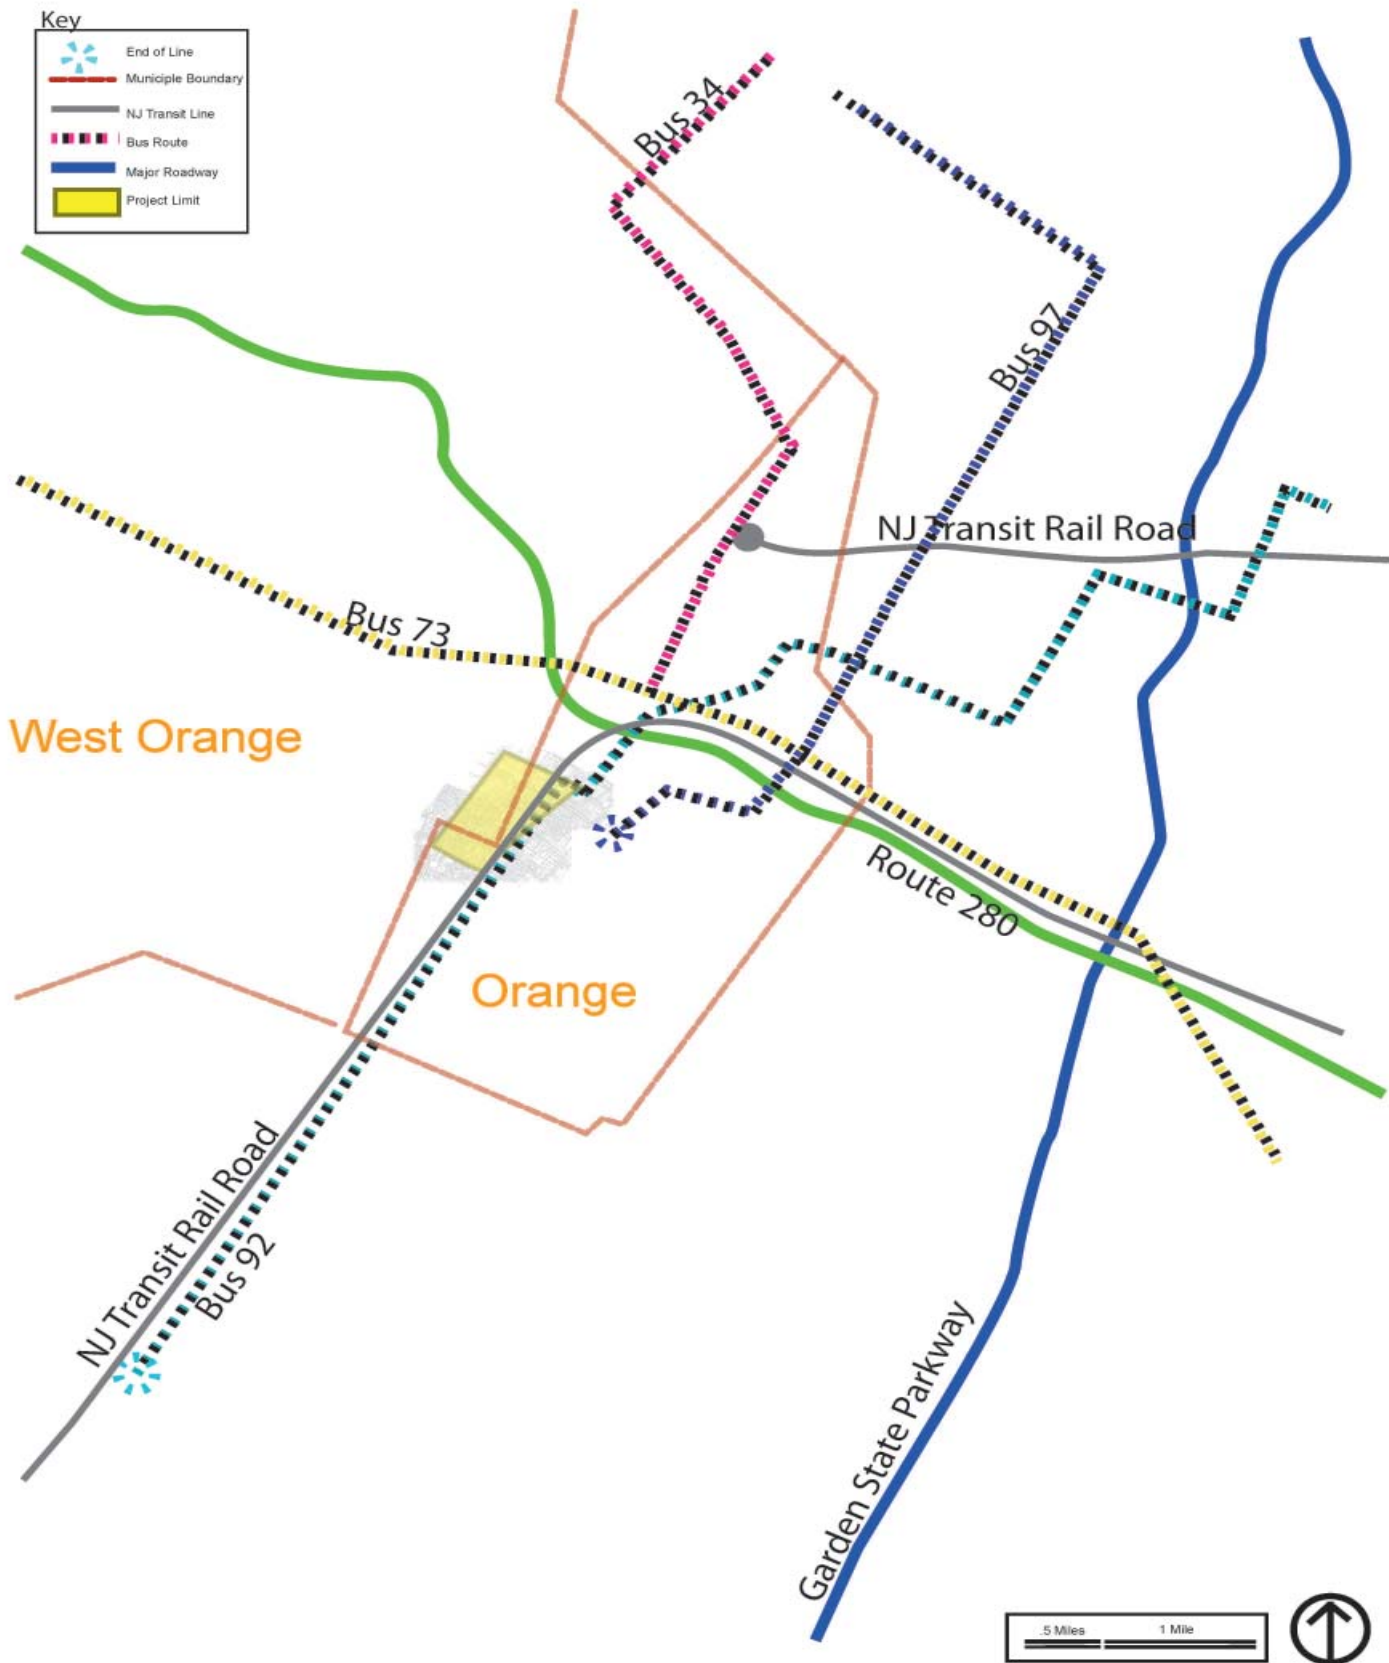 Key
End of Line
Municiple Boundary
NJ Transit Line
Bus Route
Major Roadway
Project Limit
Bus 34
Bus 97
NJ Transit Rail Road
Bus 73
West Orange
Route 280
Orange
NJ Transit Rail Road
Bus 92
Garden State Parkway
.5 Miles
1 Mile